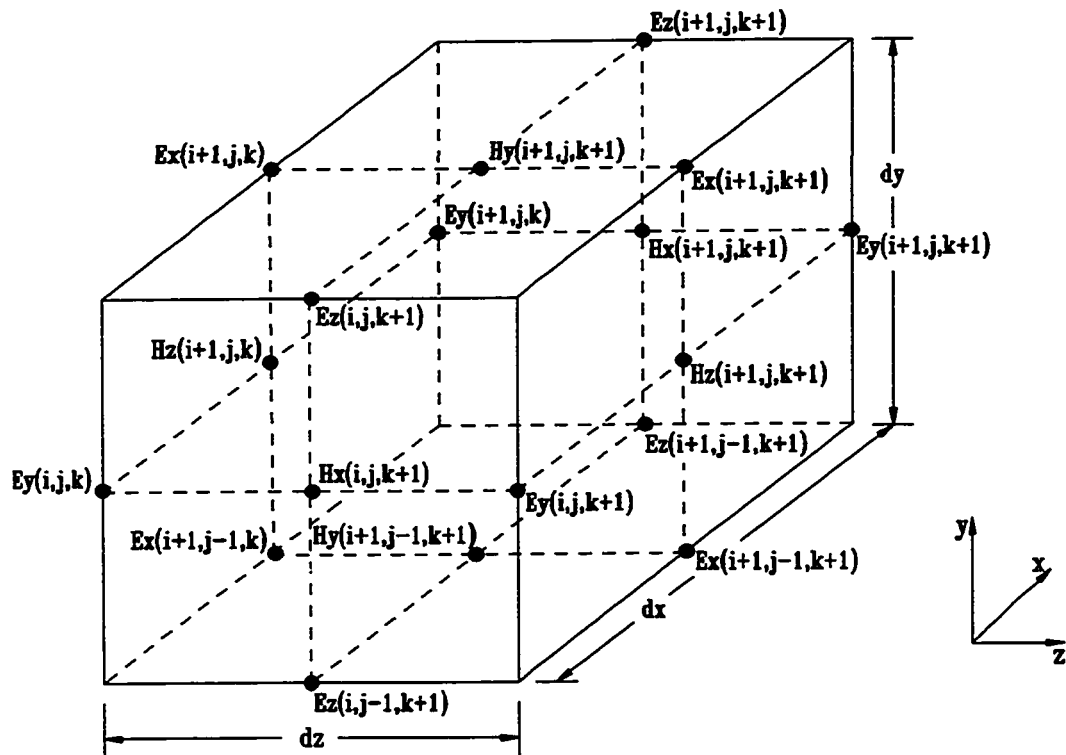 Ez(i+1,j,k+1)
Ex(i+1,j,k)
Hy(i+1,j,k+1)
Ex(i+1,j,k+1)
dy
Ey(i+1,j,k)
Hx(i+1,j,k+1)
Ey(i+1,j,k+1)
Ez(i,j,k+1)
Hz(i+1,j,k)
Hz(i+1,j,k+1)
Ez(i+1,j-1,k+1)
Ey(i,j,k)
Hx(i,j,k+1)
Ey(i,j,k+1)
Ex(i+1,j-1,k)
Hy(i+1,j-1,k+1)
Ex(i+1,j-1,k+1)
y
x
z
dx
Ez(i,j-1,k+1)
dz